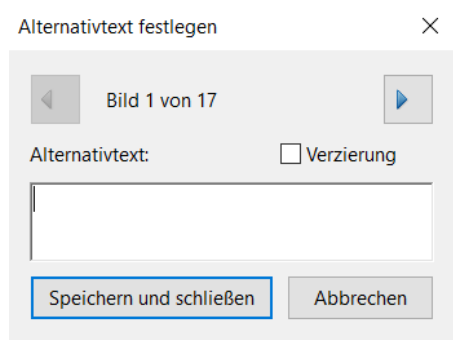 Alternativtext festlegen
Bild 1 von 17
Alternativtext: Verzierung
Speichern und schließen Abbrechen